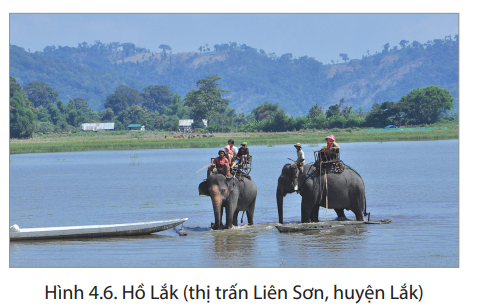 Hình 4.6. Hồ Lắk (thị trấn Liên Sơn, huyện Lắk)